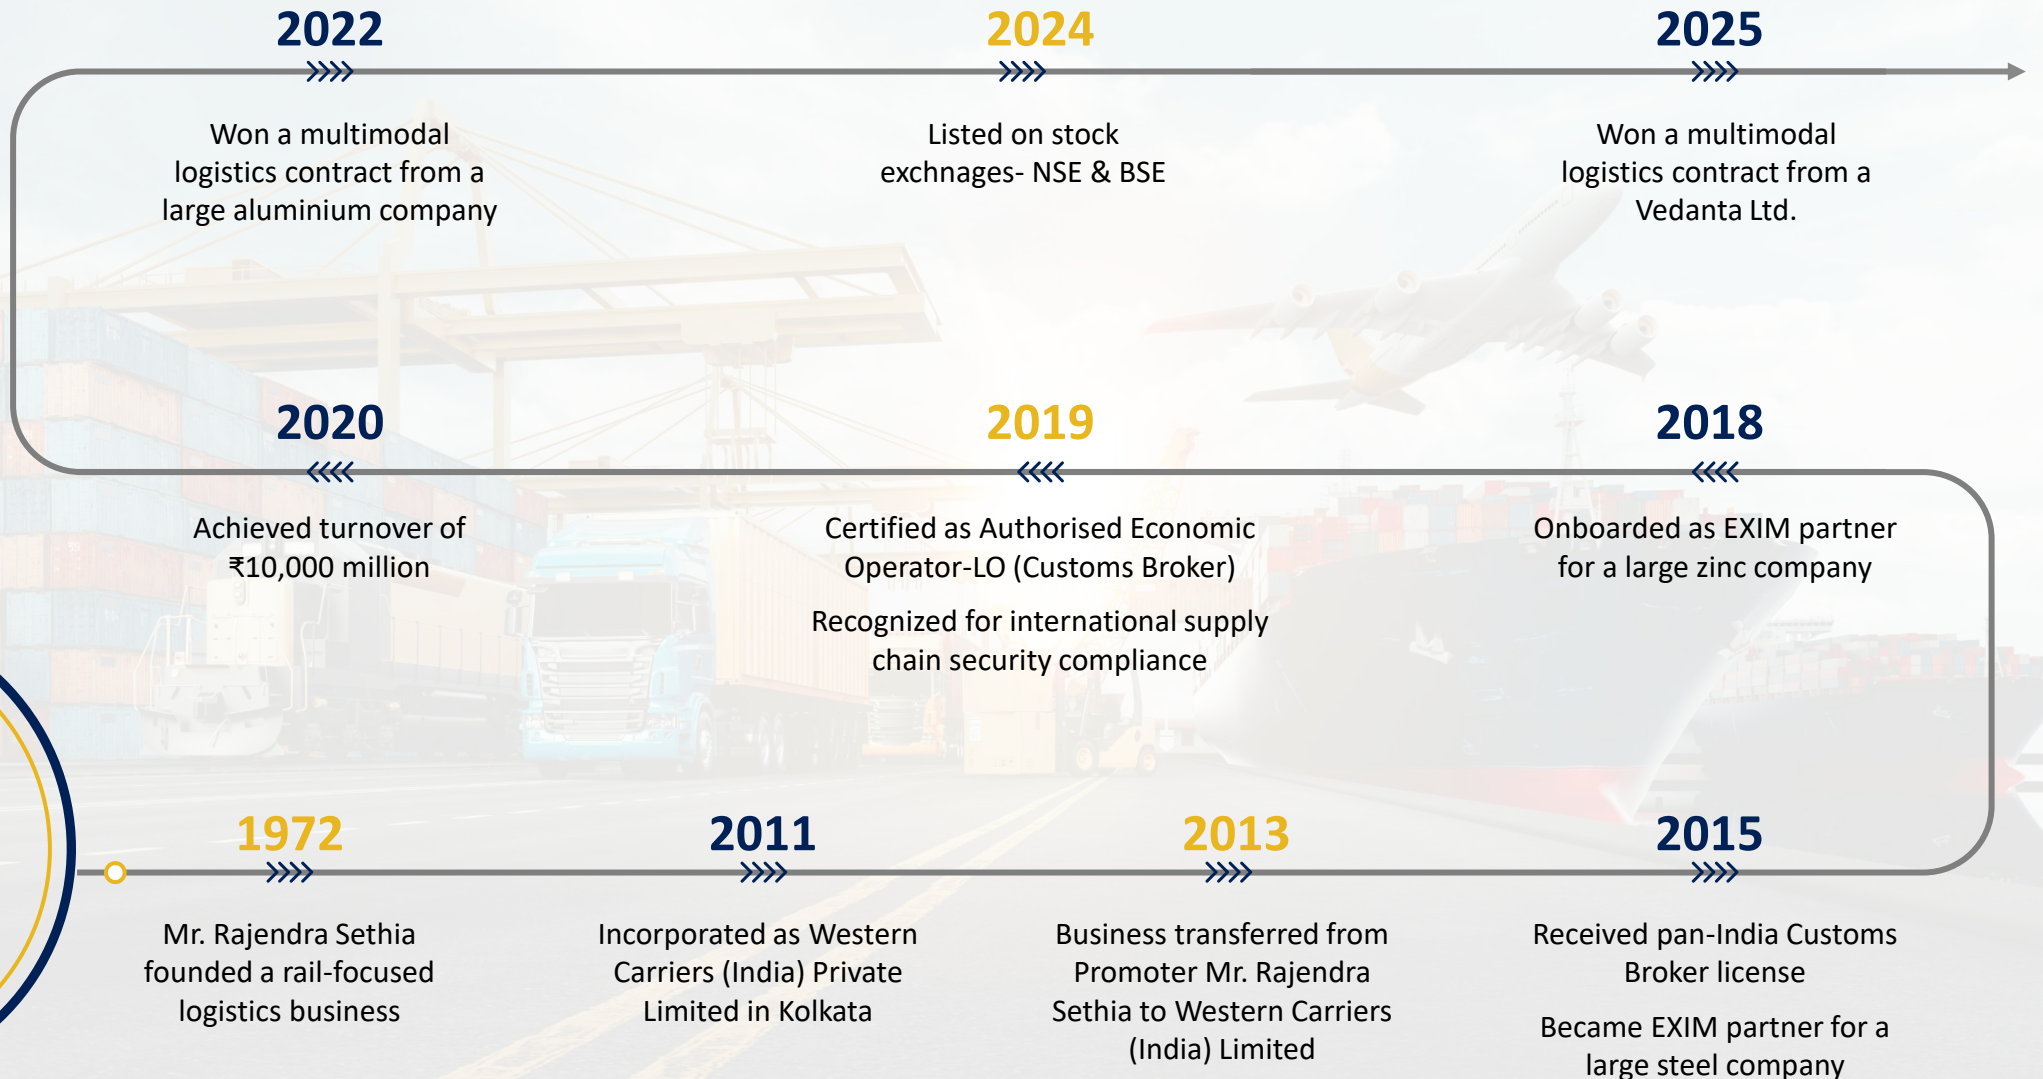 2022
2024
2025
Won a multimodal
logistics contract from a
large aluminium company
Listed on stock
exchnages- NSE & BSE
Won a multimodal
logistics contract from a
Vedanta Ltd.
2020
2019
2018
Achieved turnover of
₹10,000 million
Certified as Authorised Economic
Operator-LO (Customs Broker)
Recognized for international supply
chain security compliance
Onboarded as EXIM partner
for a large zinc company
1972
2011
2013
2015
Mr. Rajendra Sethia
founded a rail-focused
logistics business
Incorporated as Western
Carriers (India) Private
Limited in Kolkata
Business transferred from
Promoter Mr. Rajendra
Sethia to Western Carriers
(India) Limited
Received pan-India Customs
Broker license
Became EXIM partner for a
large steel company